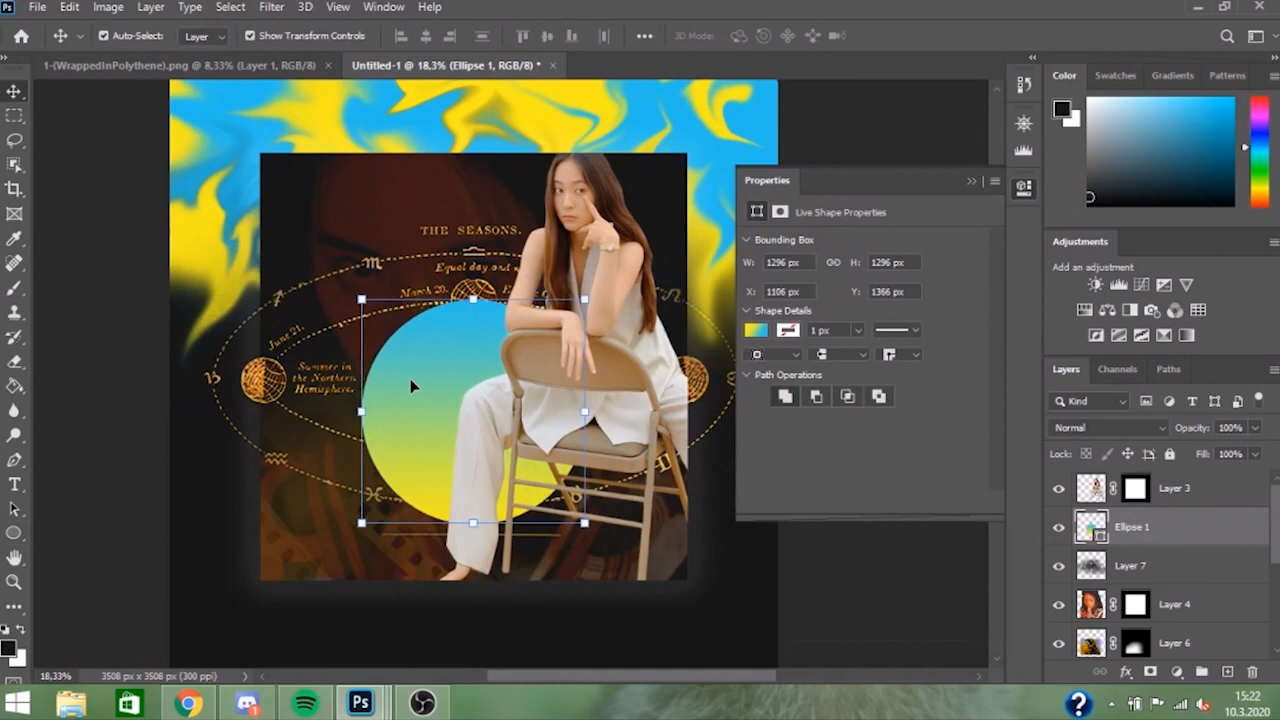 Ps File Edit Image Layer Type Select Filter 3D View Window Help
Auto-Select: Layer Show Transform Controls 3D Mode:
1-(WrappedInPolythene).png @ 8,33% (Layer 1, RGB/8) × Untitled-1 @ 18,3% (Ellipse 1, RGB/8) * ×
Color Swatches Gradients Patterns
Properties
Live Shape Properties
Bounding Box
W: 1296 px H: 1296 px
X: 1106 px Y: 1366 px
Shape Details
1 px
Path Operations
Adjustments
Add an adjustment
Layers Channels Paths
Kind
Normal Opacity: 100%
Lock: Fill: 100%
Layer 3
Ellipse 1
Layer 7
Layer 4
Layer 6
THE SEASONS.
Equal day and
March 20.
June 21.
Summer in
the Northern
Hemisphere.
18,33% 3508 px x 3508 px (300 ppi)
15:22
10.3.2020